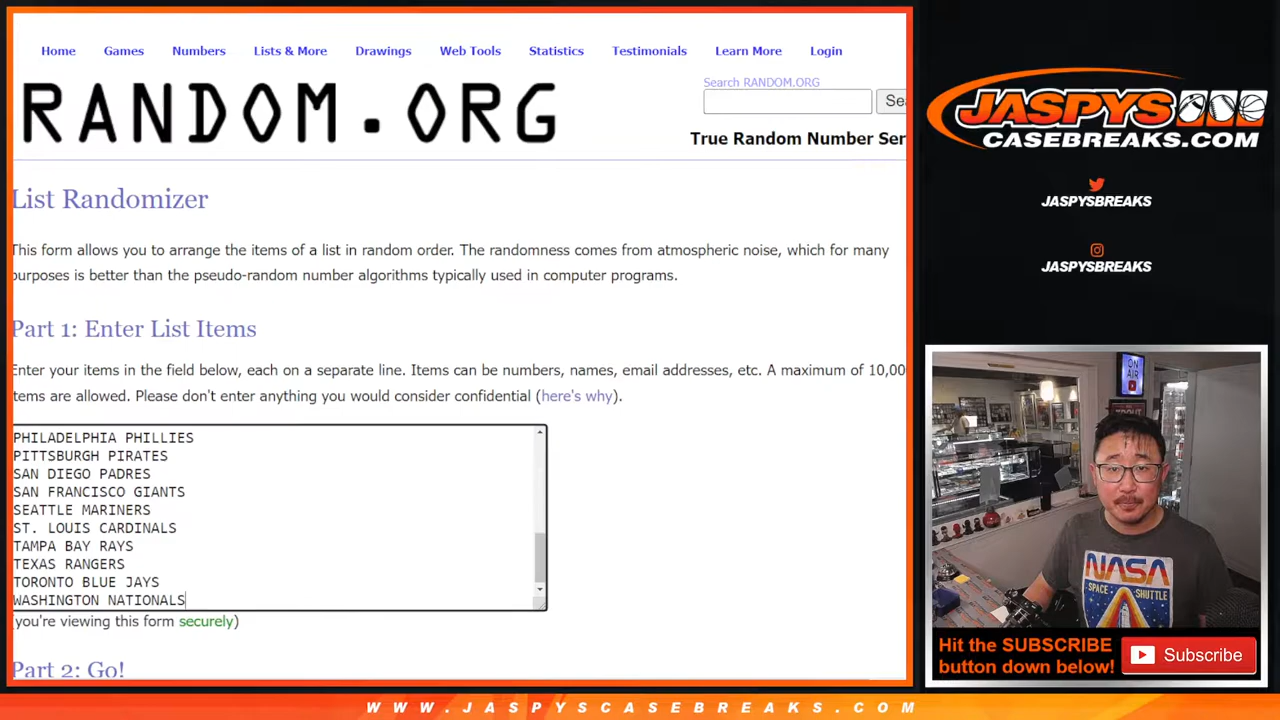 Home Games Numbers Lists & More Drawings Web Tools Statistics Testimonials Learn More Login
Search RANDOM.ORG
RANDOM.ORG
True Random Number Ser
List Randomizer
This form allows you to arrange the items of a list in random order. The randomness comes from atmospheric noise, which for many
purposes is better than the pseudo-random number algorithms typically used in computer programs.
Part 1: Enter List Items
Enter your items in the field below, each on a separate line. Items can be numbers, names, email addresses, etc. A maximum of 10,00
items are allowed. Please don't enter anything you would consider confidential (here's why).
PHILADELPHIA PHILLIES
PITTSBURGH PIRATES
SAN DIEGO PADRES
SAN FRANCISCO GIANTS
SEATTLE MARINERS
ST. LOUIS CARDINALS
TAMPA BAY RAYS
TEXAS RANGERS
TORONTO BLUE JAYS
WASHINGTON NATIONALS
(you're viewing this form securely)
Part 2: Go!
JASPYS
CASEBREAKS.COM
JASPYSBREAKS
JASPYSBREAKS
ON
AIR
NASA
SPACE SHUTTLE
Hit the SUBSCRIBE
button down below!
Subscribe
WWW.JASPYSCASEBREAKS.COM